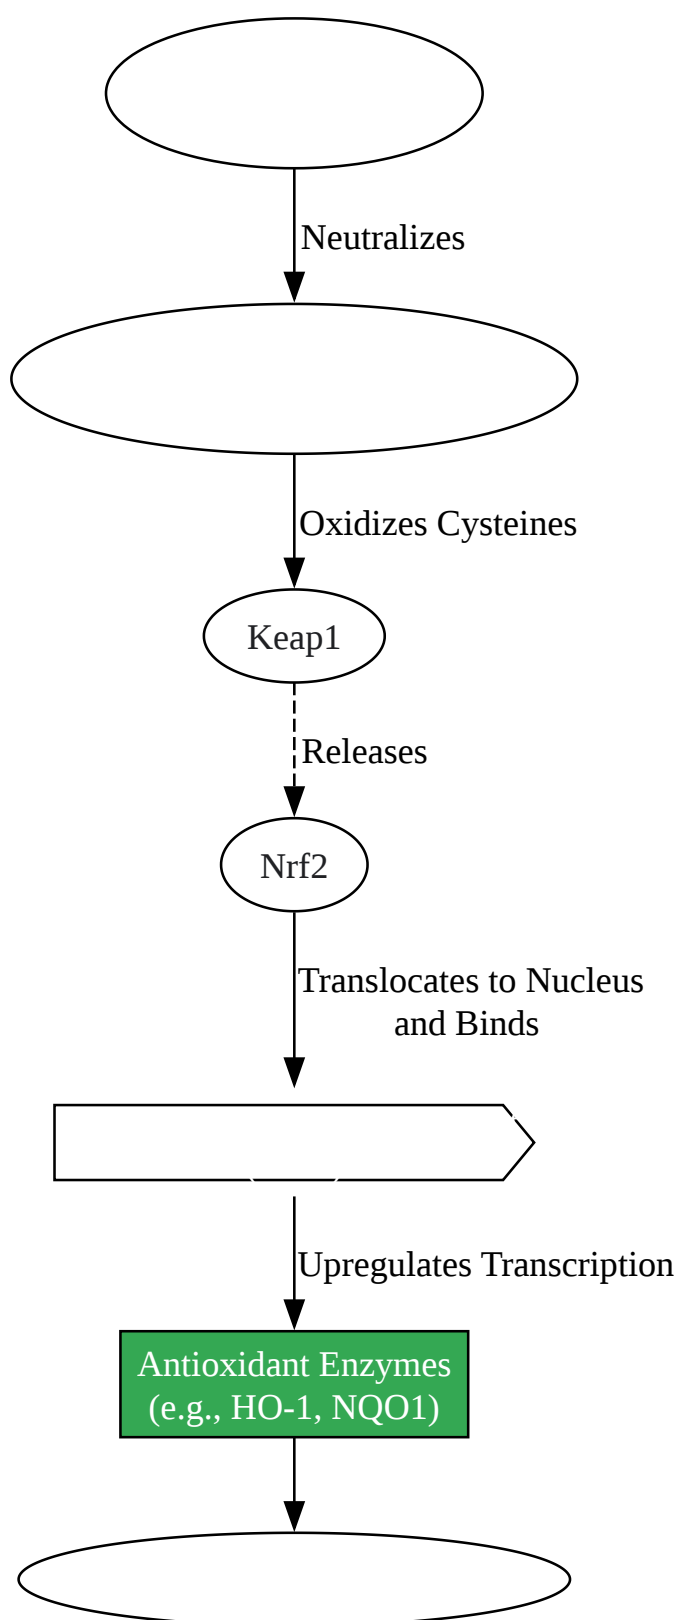 Neutralizes
Oxidizes Cysteines
Keap1
Releases
Nrf2
Translocates to Nucleus
and Binds
Upregulates Transcription
Antioxidant Enzymes
(e.g., HO-1, NQO1)